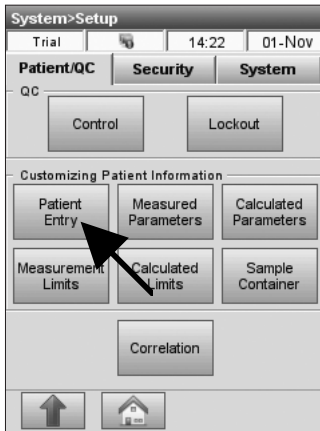 System>Setup
Trial 14:22 01-Nov
Patient/QC Security System
QC
Control Lockout
Customizing Patient Information
Patient Entry Measured Parameters Calculated Parameters
Measurement Limits Calculated Limits Sample Container
Correlation